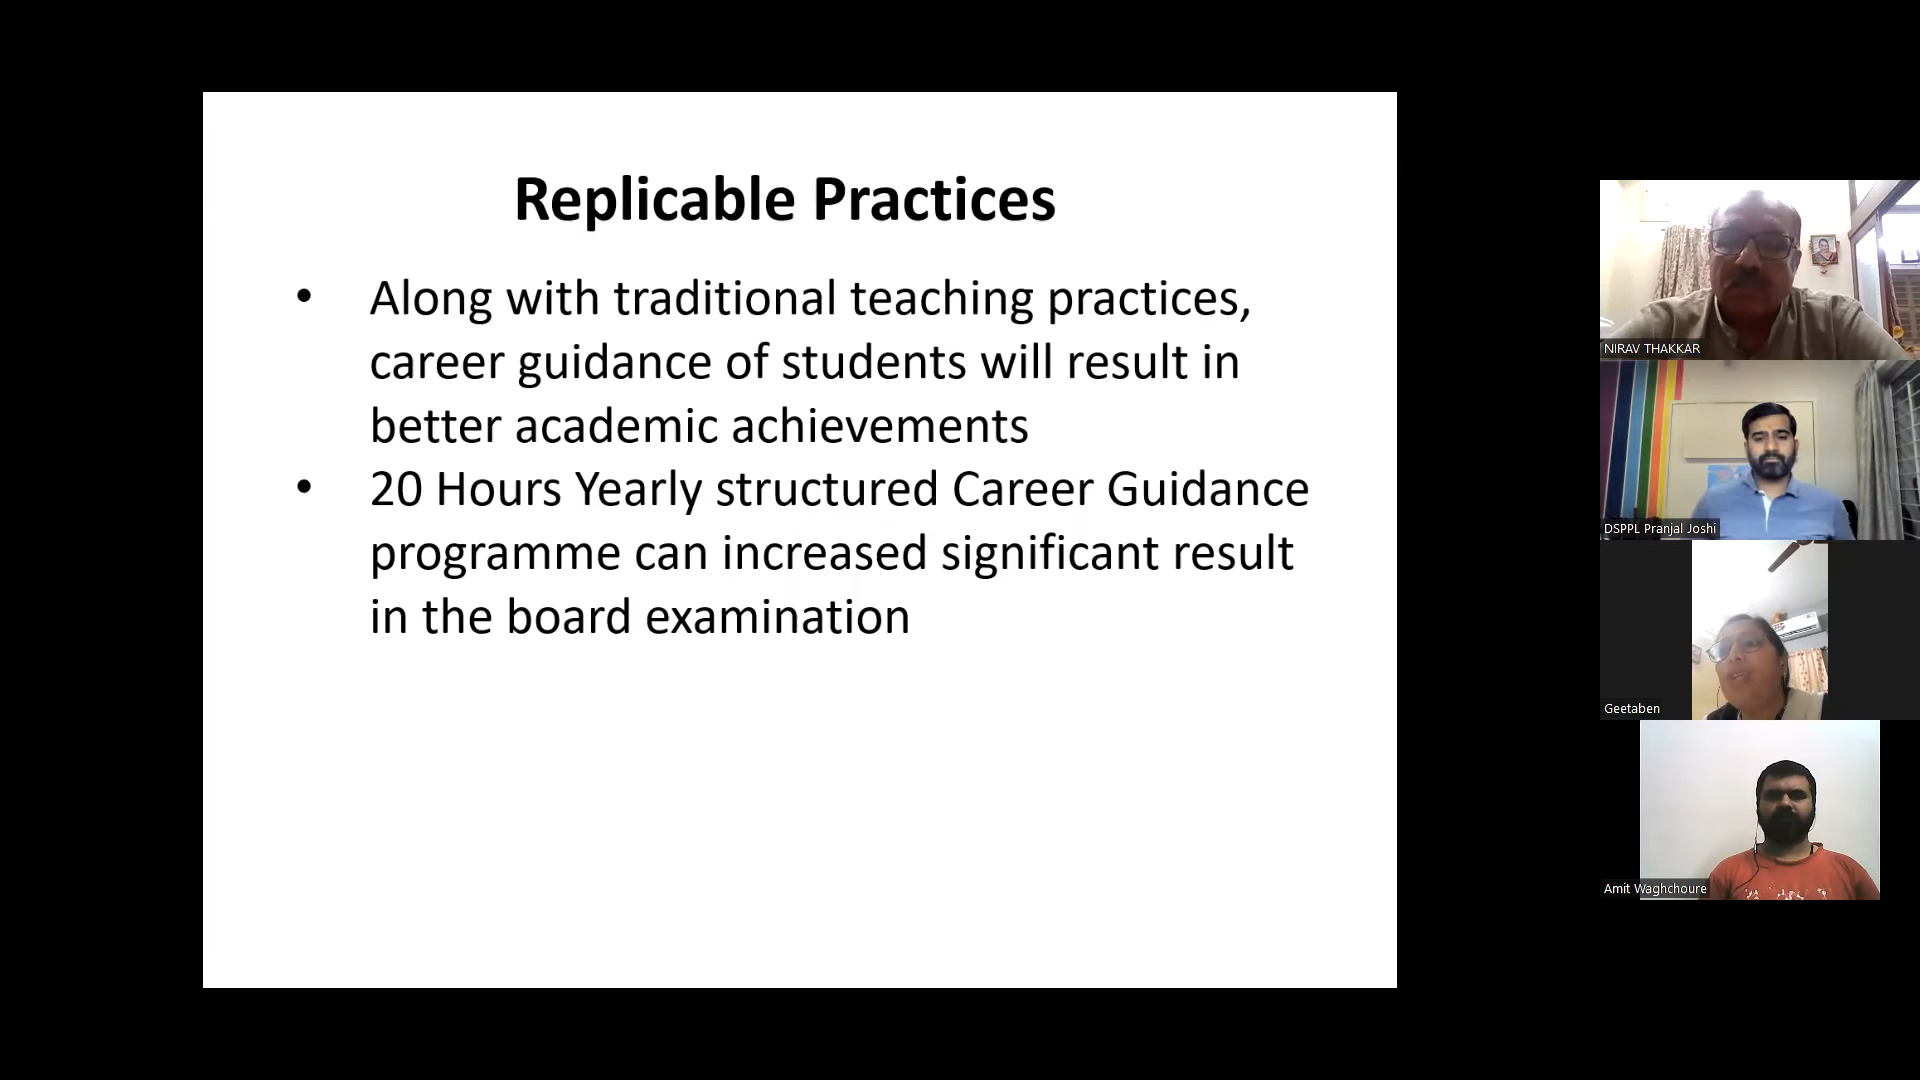 Replicable Practices
• Along with traditional teaching practices,
career guidance of students will result in
better academic achievements
• 20 Hours Yearly structured Career Guidance
programme can increased significant result
in the board examination
NIRAV THAKKAR
DSPPL Pranjal Joshi
Geetaben
Amit Waghchoure